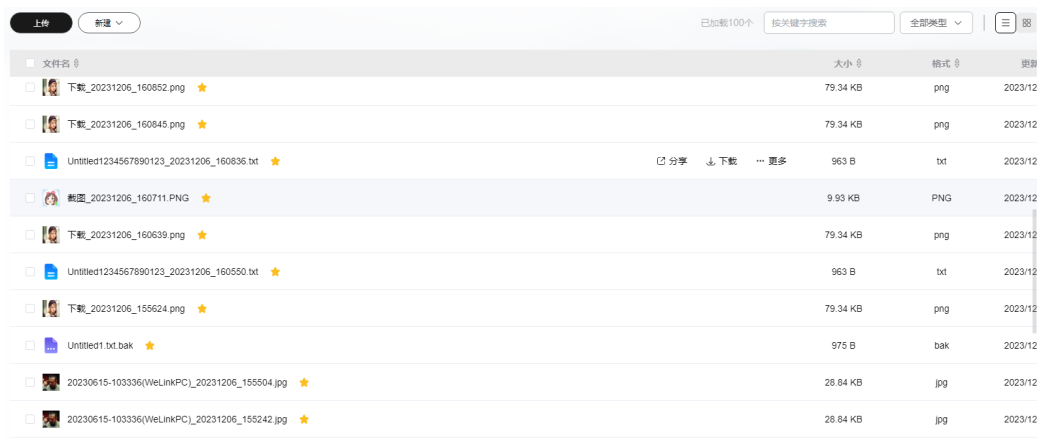 上传 新建 已加载100个 按关键字搜索 全部类型
文件名 大小 格式 更新
下载_20231206_160852.png 79.34 KB png 2023/12
下载_20231206_160845.png 79.34 KB png 2023/12
Untitled1234567890123_20231206_160836.txt 分享 下载 ··· 更多 963 B txt 2023/12
截图_20231206_160711.PNG 9.93 KB PNG 2023/12
下载_20231206_160639.png 79.34 KB png 2023/12
Untitled1234567890123_20231206_160550.txt 963 B txt 2023/12
下载_20231206_155624.png 79.34 KB png 2023/12
Untitled1.txt.bak 975 B bak 2023/12
20230615-103336(WeLinkPC)_20231206_155504.jpg 28.84 KB jpg 2023/12
20230615-103336(WeLinkPC)_20231206_155242.jpg 28.84 KB jpg 2023/12